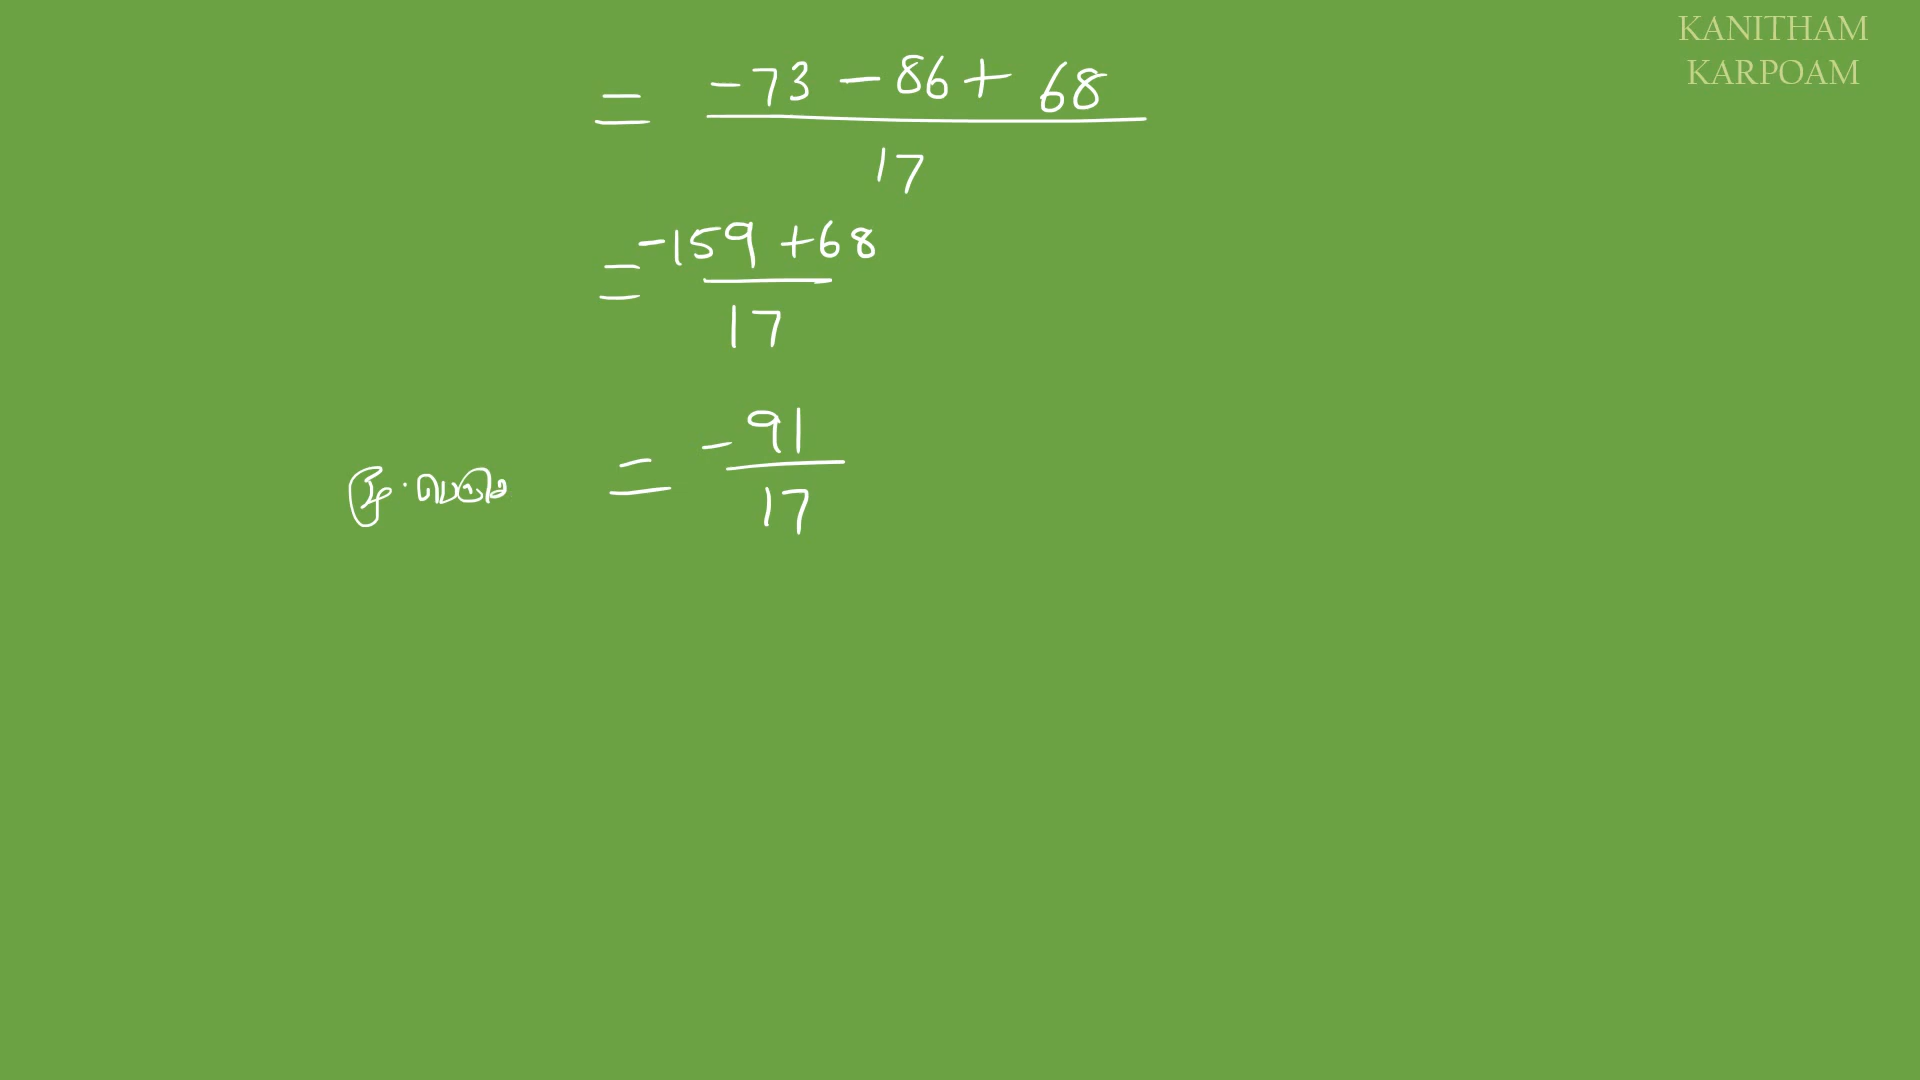 KANITHAM
KARPOAM
= (-73 - 86 + 68)/17
= (-159 + 68)/17
= -91/17